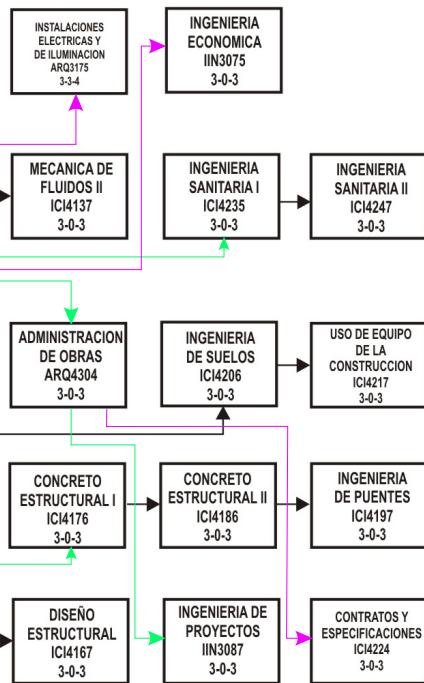 INSTALACIONES
ELECTRICAS Y
DE ILUMINACION
ARQ3175
3-3-4
INGENIERIA
ECONOMICA
IIN3075
3-0-3
MECANICA DE
FLUIDOS II
ICI4137
3-0-3
INGENIERIA
SANITARIA I
ICI4235
3-0-3
INGENIERIA
SANITARIA II
ICI4247
3-0-3
ADMINISTRACION
DE OBRAS
ARQ4304
3-0-3
INGENIERIA
DE SUELOS
ICI4206
3-0-3
USO DE EQUIPO
DE LA
CONSTRUCCION
ICI4217
3-0-3
CONCRETO
ESTRUCTURAL I
ICI4176
3-0-3
CONCRETO
ESTRUCTURAL II
ICI4186
3-0-3
INGENIERIA
DE PUENTES
ICI4197
3-0-3
DISEÑO
ESTRUCTURAL
ICI4167
3-0-3
INGENIERIA DE
PROYECTOS
IIN3087
3-0-3
CONTRATOS Y
ESPECIFICACIONES
ICI4224
3-0-3